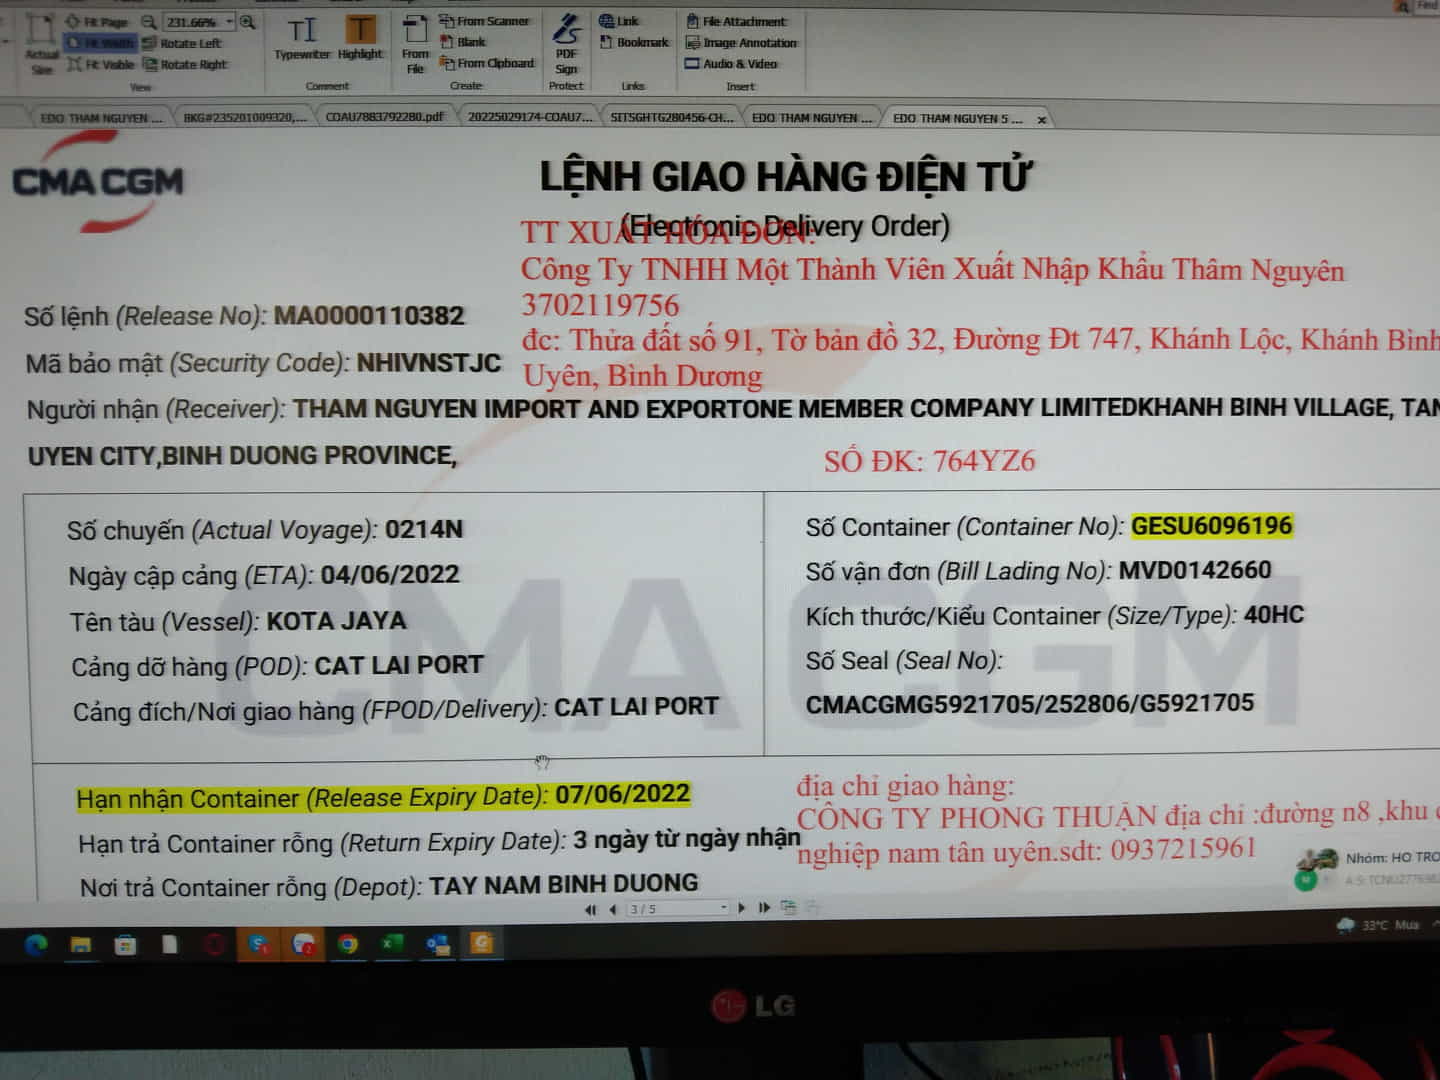 Fit Page 231.66% From Scanner Link File Attachment Find
Actual Size Fit Width Rotate Left Typewriter Highlight From File Blank PDF Sign Bookmark Image Annotation
Fit Visible Rotate Right From Clipboard Audio & Video
View Comment Create Protect Links Insert
EDO THAM NGUYEN ... BKG#235201009320,... COAU7883792280.pdf 20225029174-COAU7... SITSGHTG280456-CH... EDO THAM NGUYEN ... EDO THAM NGUYEN 5 ... x
CMA CGM
LỆNH GIAO HÀNG ĐIỆN TỬ
(Electronic Delivery Order)
TT XUẤT HÓA ĐƠN:
Công Ty TNHH Một Thành Viên Xuất Nhập Khẩu Thâm Nguyên
3702119756
đc: Thửa đất số 91, Tờ bản đồ 32, Đường Đt 747, Khánh Lộc, Khánh Bình
Uyên, Bình Dương
Số lệnh (Release No): MA0000110382
Mã bảo mật (Security Code): NHIVNSTJC
Người nhận (Receiver): THAM NGUYEN IMPORT AND EXPORTONE MEMBER COMPANY LIMITEDKHANH BINH VILLAGE, TAN
UYEN CITY,BINH DUONG PROVINCE,
SỐ ĐK: 764YZ6
Số chuyến (Actual Voyage): 0214N
Ngày cập cảng (ETA): 04/06/2022
Tên tàu (Vessel): KOTA JAYA
Cảng dỡ hàng (POD): CAT LAI PORT
Cảng đích/Nơi giao hàng (FPOD/Delivery): CAT LAI PORT
Số Container (Container No): GESU6096196
Số vận đơn (Bill Lading No): MVD0142660
Kích thước/Kiểu Container (Size/Type): 40HC
Số Seal (Seal No):
CMACGMG5921705/252806/G5921705
CMA CGM
Hạn nhận Container (Release Expiry Date): 07/06/2022
Hạn trả Container rỗng (Return Expiry Date): 3 ngày từ ngày nhận
Nơi trả Container rỗng (Depot): TAY NAM BINH DUONG
địa chỉ giao hàng:
CÔNG TY PHONG THUẬN địa chỉ :đường n8 ,khu
nghiệp nam tân uyên.sdt: 0937215961
Nhóm: HO TRO
3 / 5
33°C Mưa
LG